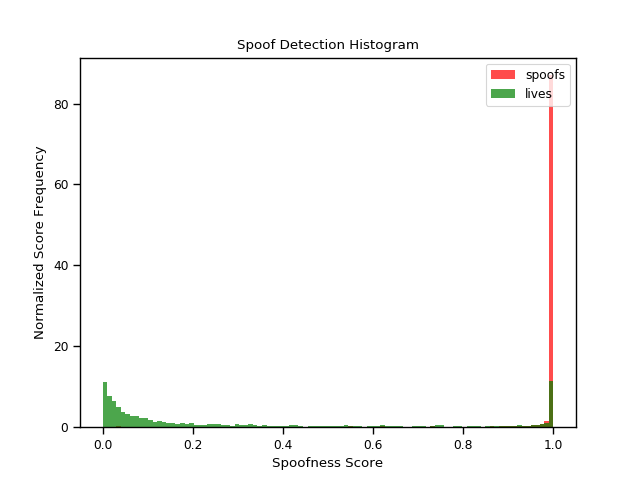 Spoof Detection Histogram
spoofs
lives
Normalized Score Frequency
80
60
40
20
0
0.0 0.2 0.4 0.6 0.8 1.0
Spoofness Score